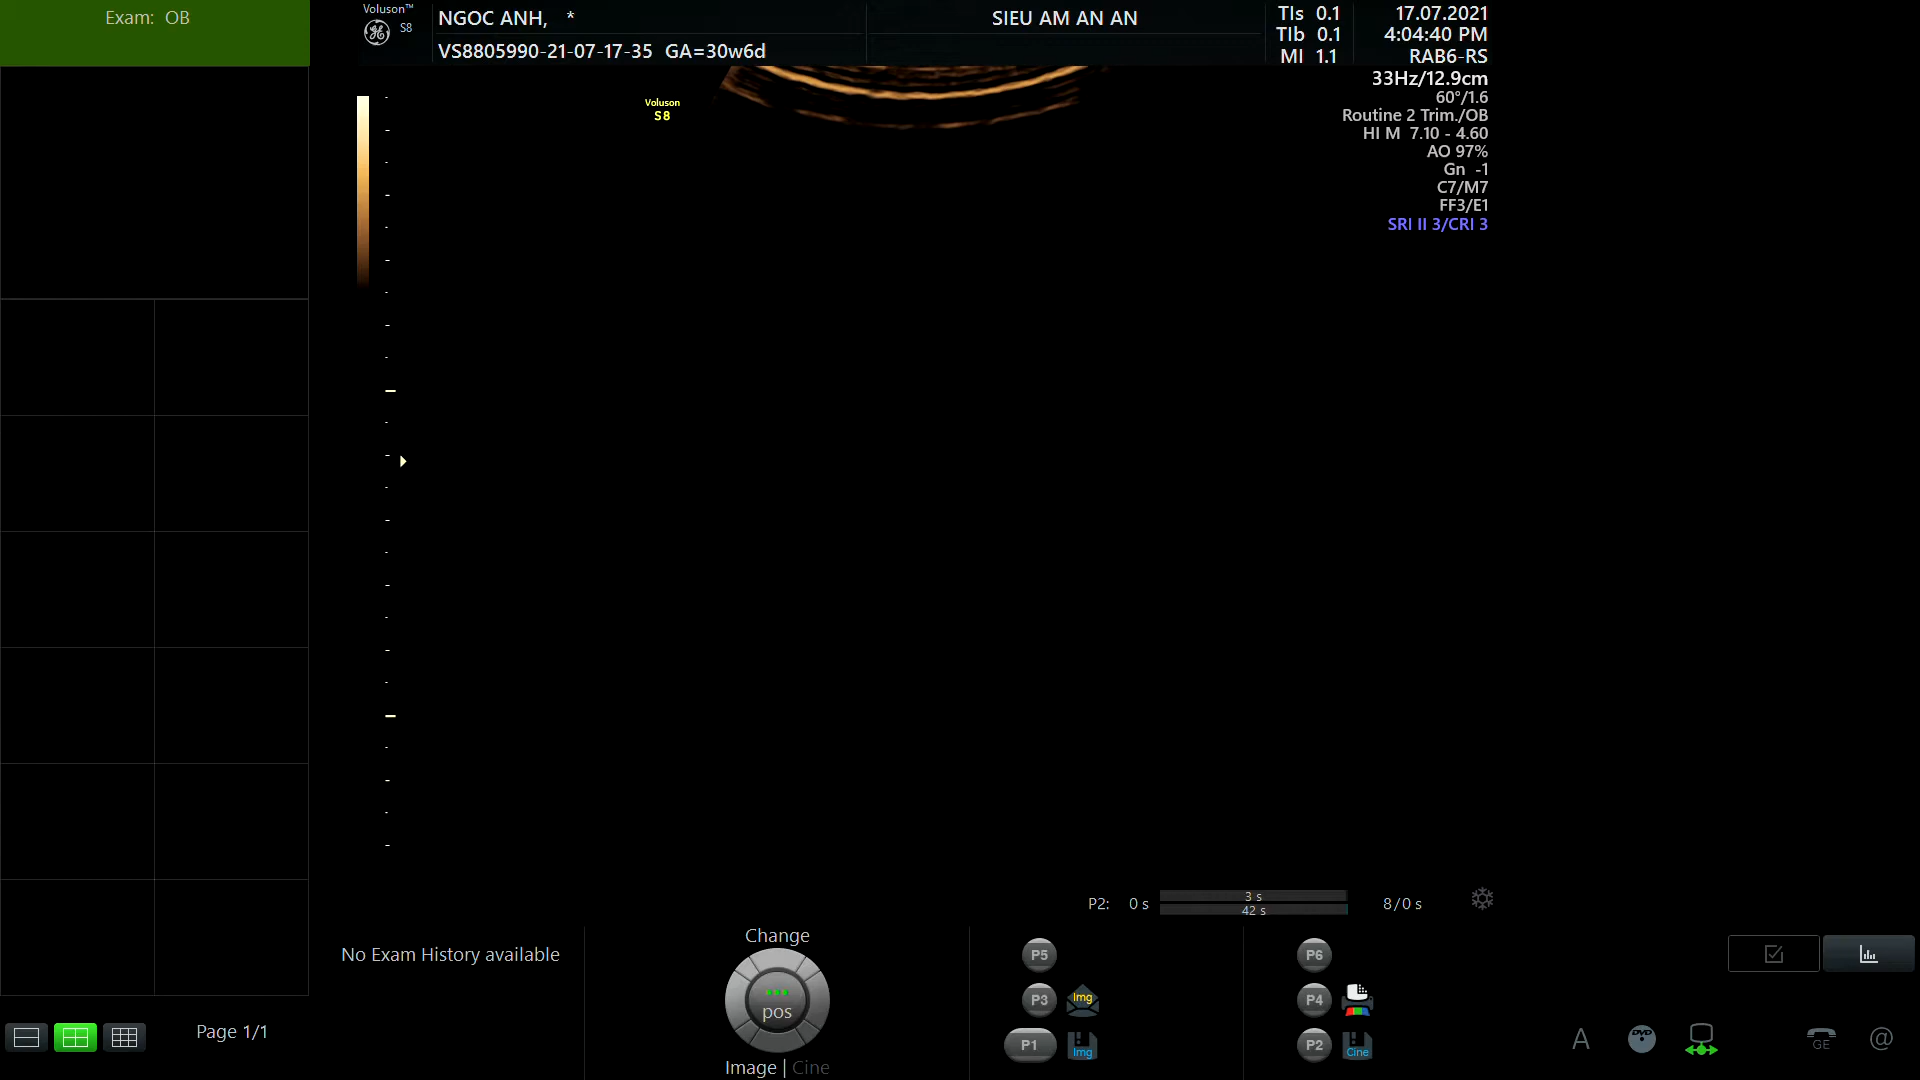 Exam: OB
Voluson™
S8
NGOC ANH, *
VS8805990-21-07-17-35 GA=30w6d
SIEU AM AN AN
TIs 0.1
TIb 0.1
MI 1.1
17.07.2021
4:04:40 PM
RAB6-RS
33Hz/12.9cm
60°/1.6
Routine 2 Trim./OB
HI M 7.10 - 4.60
AO 97%
Gn -1
C7/M7
FF3/E1
SRI II 3/CRI 3
Voluson
S8
P2: 0 s
3 s
42 s
8/0 s
No Exam History available
Change
pos
Image | Cine
P5
P3 Img
P1 Img
P6
P4
P2 Cine
Page 1/1
A
DVD
GE
@